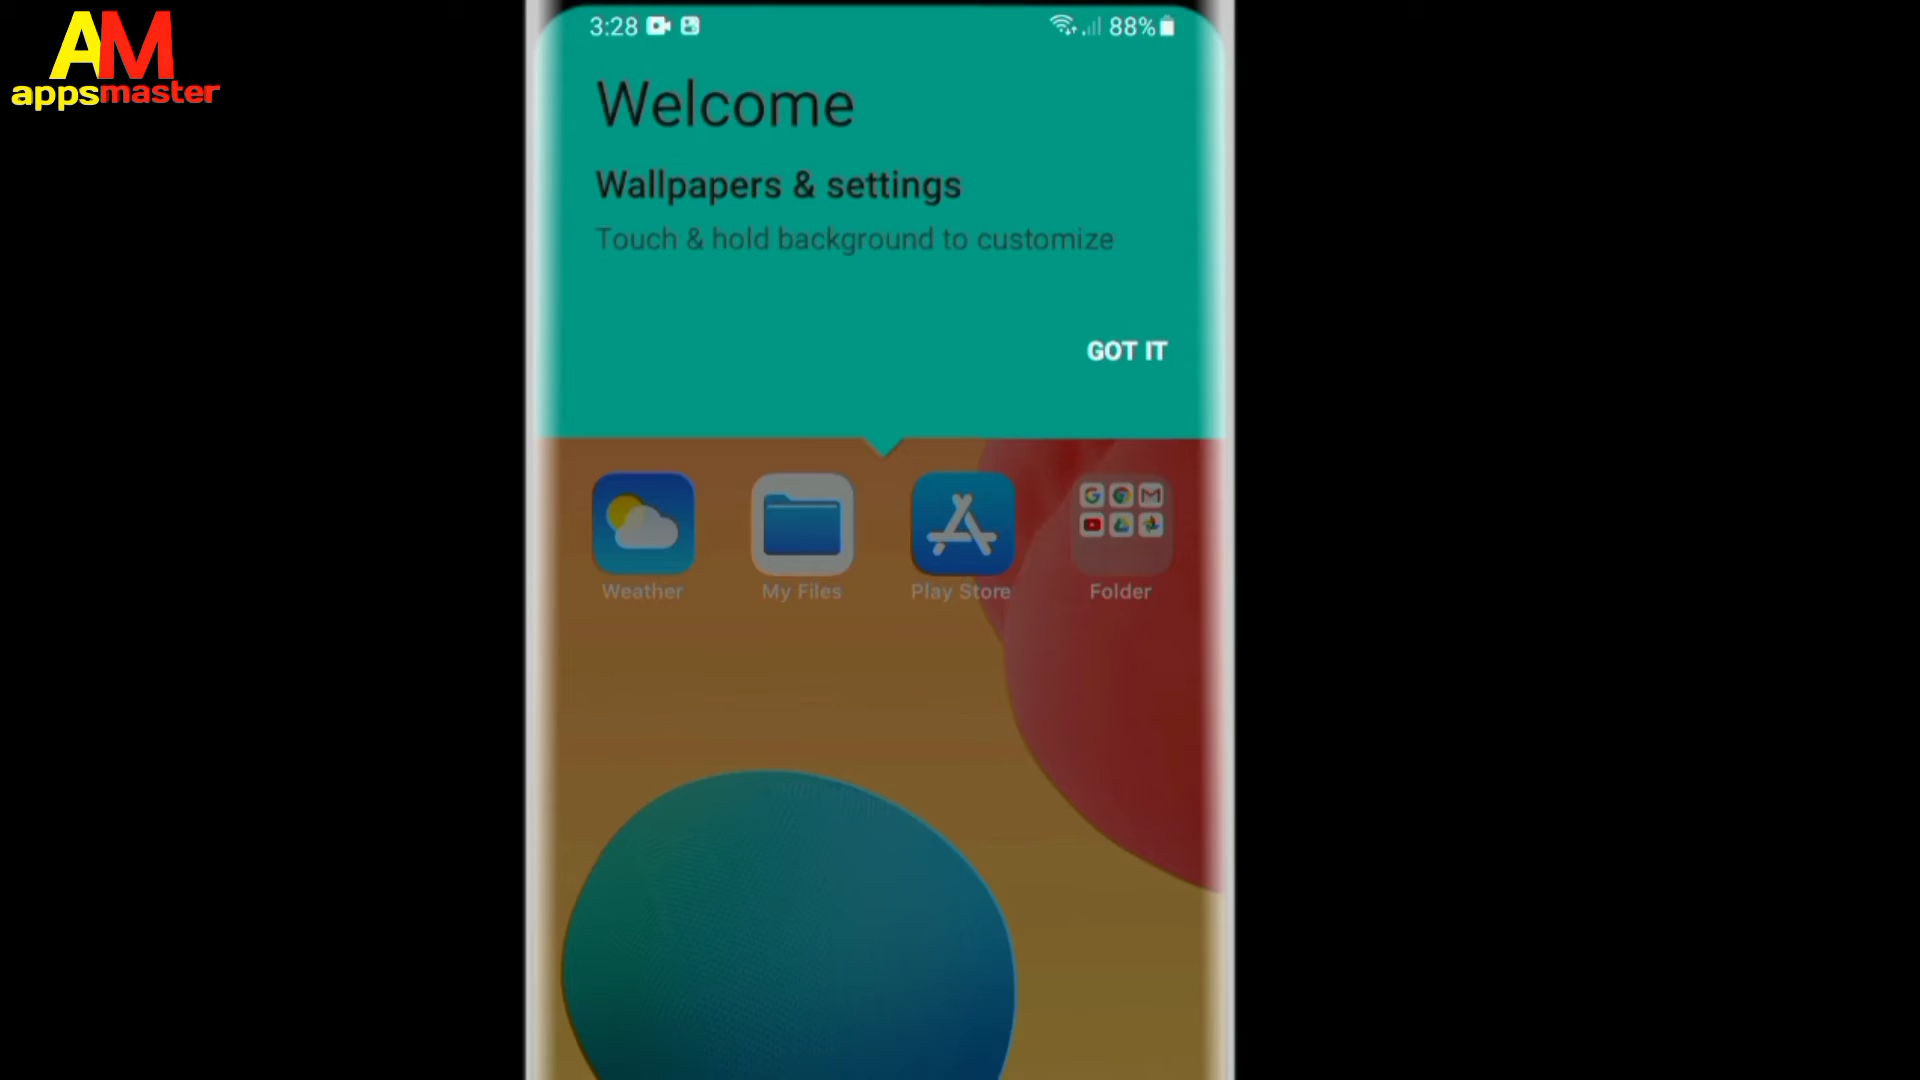 AM
appsmaster
3:28 88%
Welcome
Wallpapers & settings
Touch & hold background to customize
GOT IT
Weather My Files Play Store Folder